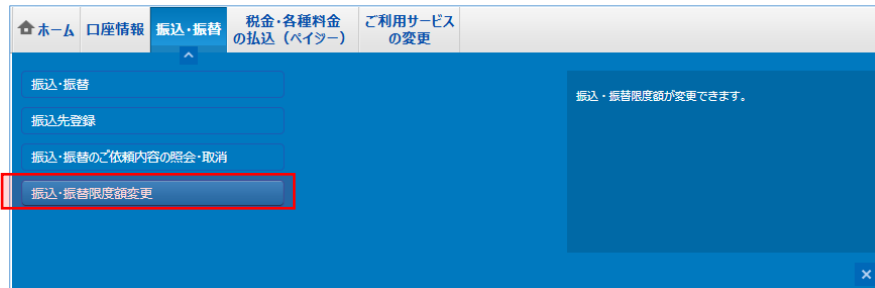 ホーム
口座情報
振込・振替
税金・各種料金
の払込（ペイジー）
ご利用サービス
の変更
振込・振替
振込先登録
振込・振替のご依頼内容の照会・取消
振込・振替限度額変更
振込・振替限度額が変更できます。